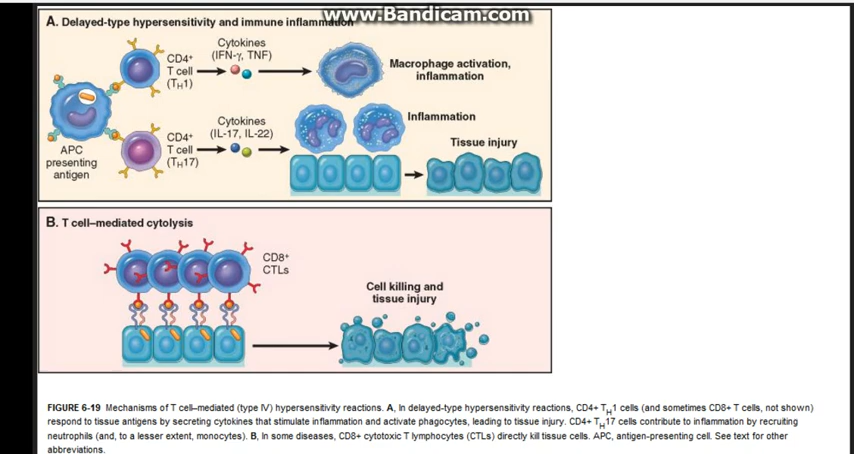 www.Bandicam.com
A. Delayed-type hypersensitivity and immune inflammation
CD4+
T cell
(TH1)
Cytokines
(IFN-γ, TNF)
Macrophage activation,
inflammation
APC
presenting
antigen
CD4+
T cell
(TH17)
Cytokines
(IL-17, IL-22)
Inflammation
Tissue injury
B. T cell–mediated cytolysis
CD8+
CTLs
Cell killing and
tissue injury
FIGURE 6-19 Mechanisms of T cell–mediated (type IV) hypersensitivity reactions. A, In delayed-type hypersensitivity reactions, CD4+ TH1 cells (and sometimes CD8+ T cells, not shown)
respond to tissue antigens by secreting cytokines that stimulate inflammation and activate phagocytes, leading to tissue injury. CD4+ TH17 cells contribute to inflammation by recruiting
neutrophils (and, to a lesser extent, monocytes). B, In some diseases, CD8+ cytotoxic T lymphocytes (CTLs) directly kill tissue cells. APC, antigen-presenting cell. See text for other
abbreviations.